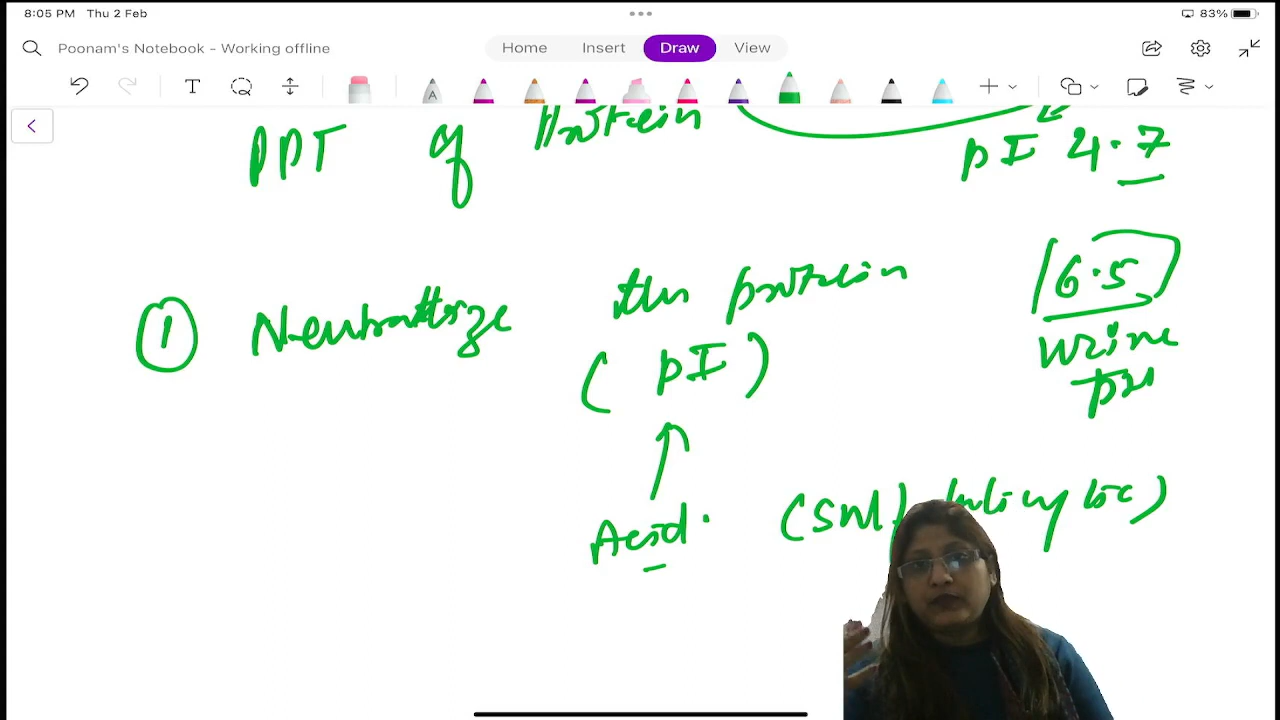 8:05 PM Thu 2 Feb
83%
Poonam's Notebook - Working offline
Home Insert Draw View
T
A
PPT of Protein
pI 4.7
① Neutralize the protein
(pI)
6.5
Urine
pH
Acid.
(Sulfosalicylic)